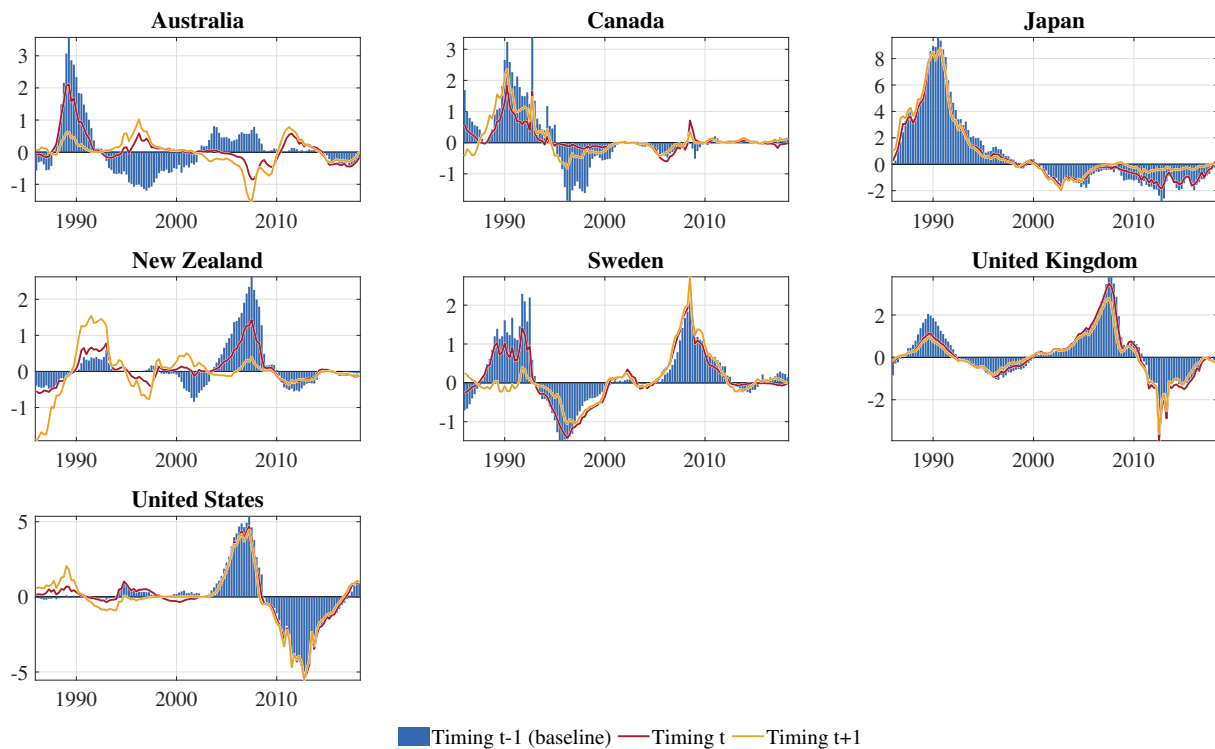 Australia
3
2
1
0
-1
1990 2000 2010
Canada
3
2
1
0
-1
1990 2000 2010
Japan
8
6
4
2
0
-2
1990 2000 2010
New Zealand
2
1
0
-1
1990 2000 2010
Sweden
2
1
0
-1
1990 2000 2010
United Kingdom
2
0
-2
1990 2000 2010
United States
5
0
-5
1990 2000 2010
Timing t-1 (baseline) Timing t Timing t+1